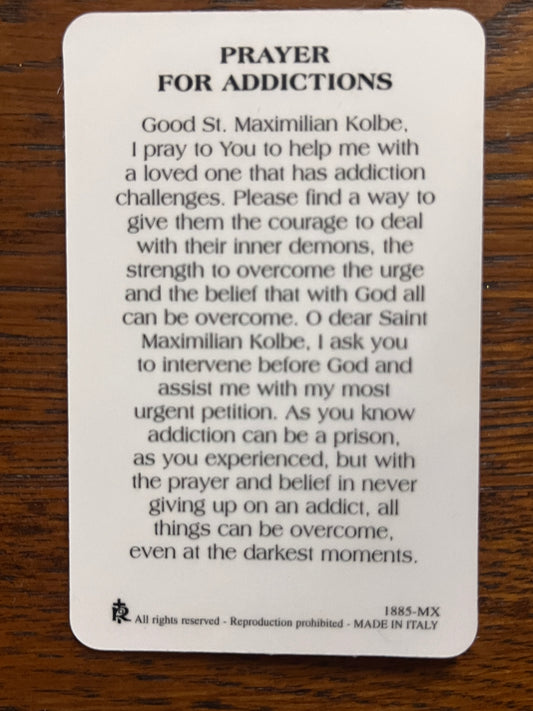 PRAYER
FOR ADDICTIONS
Good St. Maximilian Kolbe,
I pray to You to help me with
a loved one that has addiction
challenges. Please find a way to
give them the courage to deal
with their inner demons, the
strength to overcome the urge
and the belief that with God all
can be overcome. O dear Saint
Maximilian Kolbe, I ask you
to intervene before God and
assist me with my most
urgent petition. As you know
addiction can be a prison,
as you experienced, but with
the prayer and belief in never
giving up on an addict, all
things can be overcome,
even at the darkest moments.
1885-MX
All rights reserved - Reproduction prohibited - MADE IN ITALY